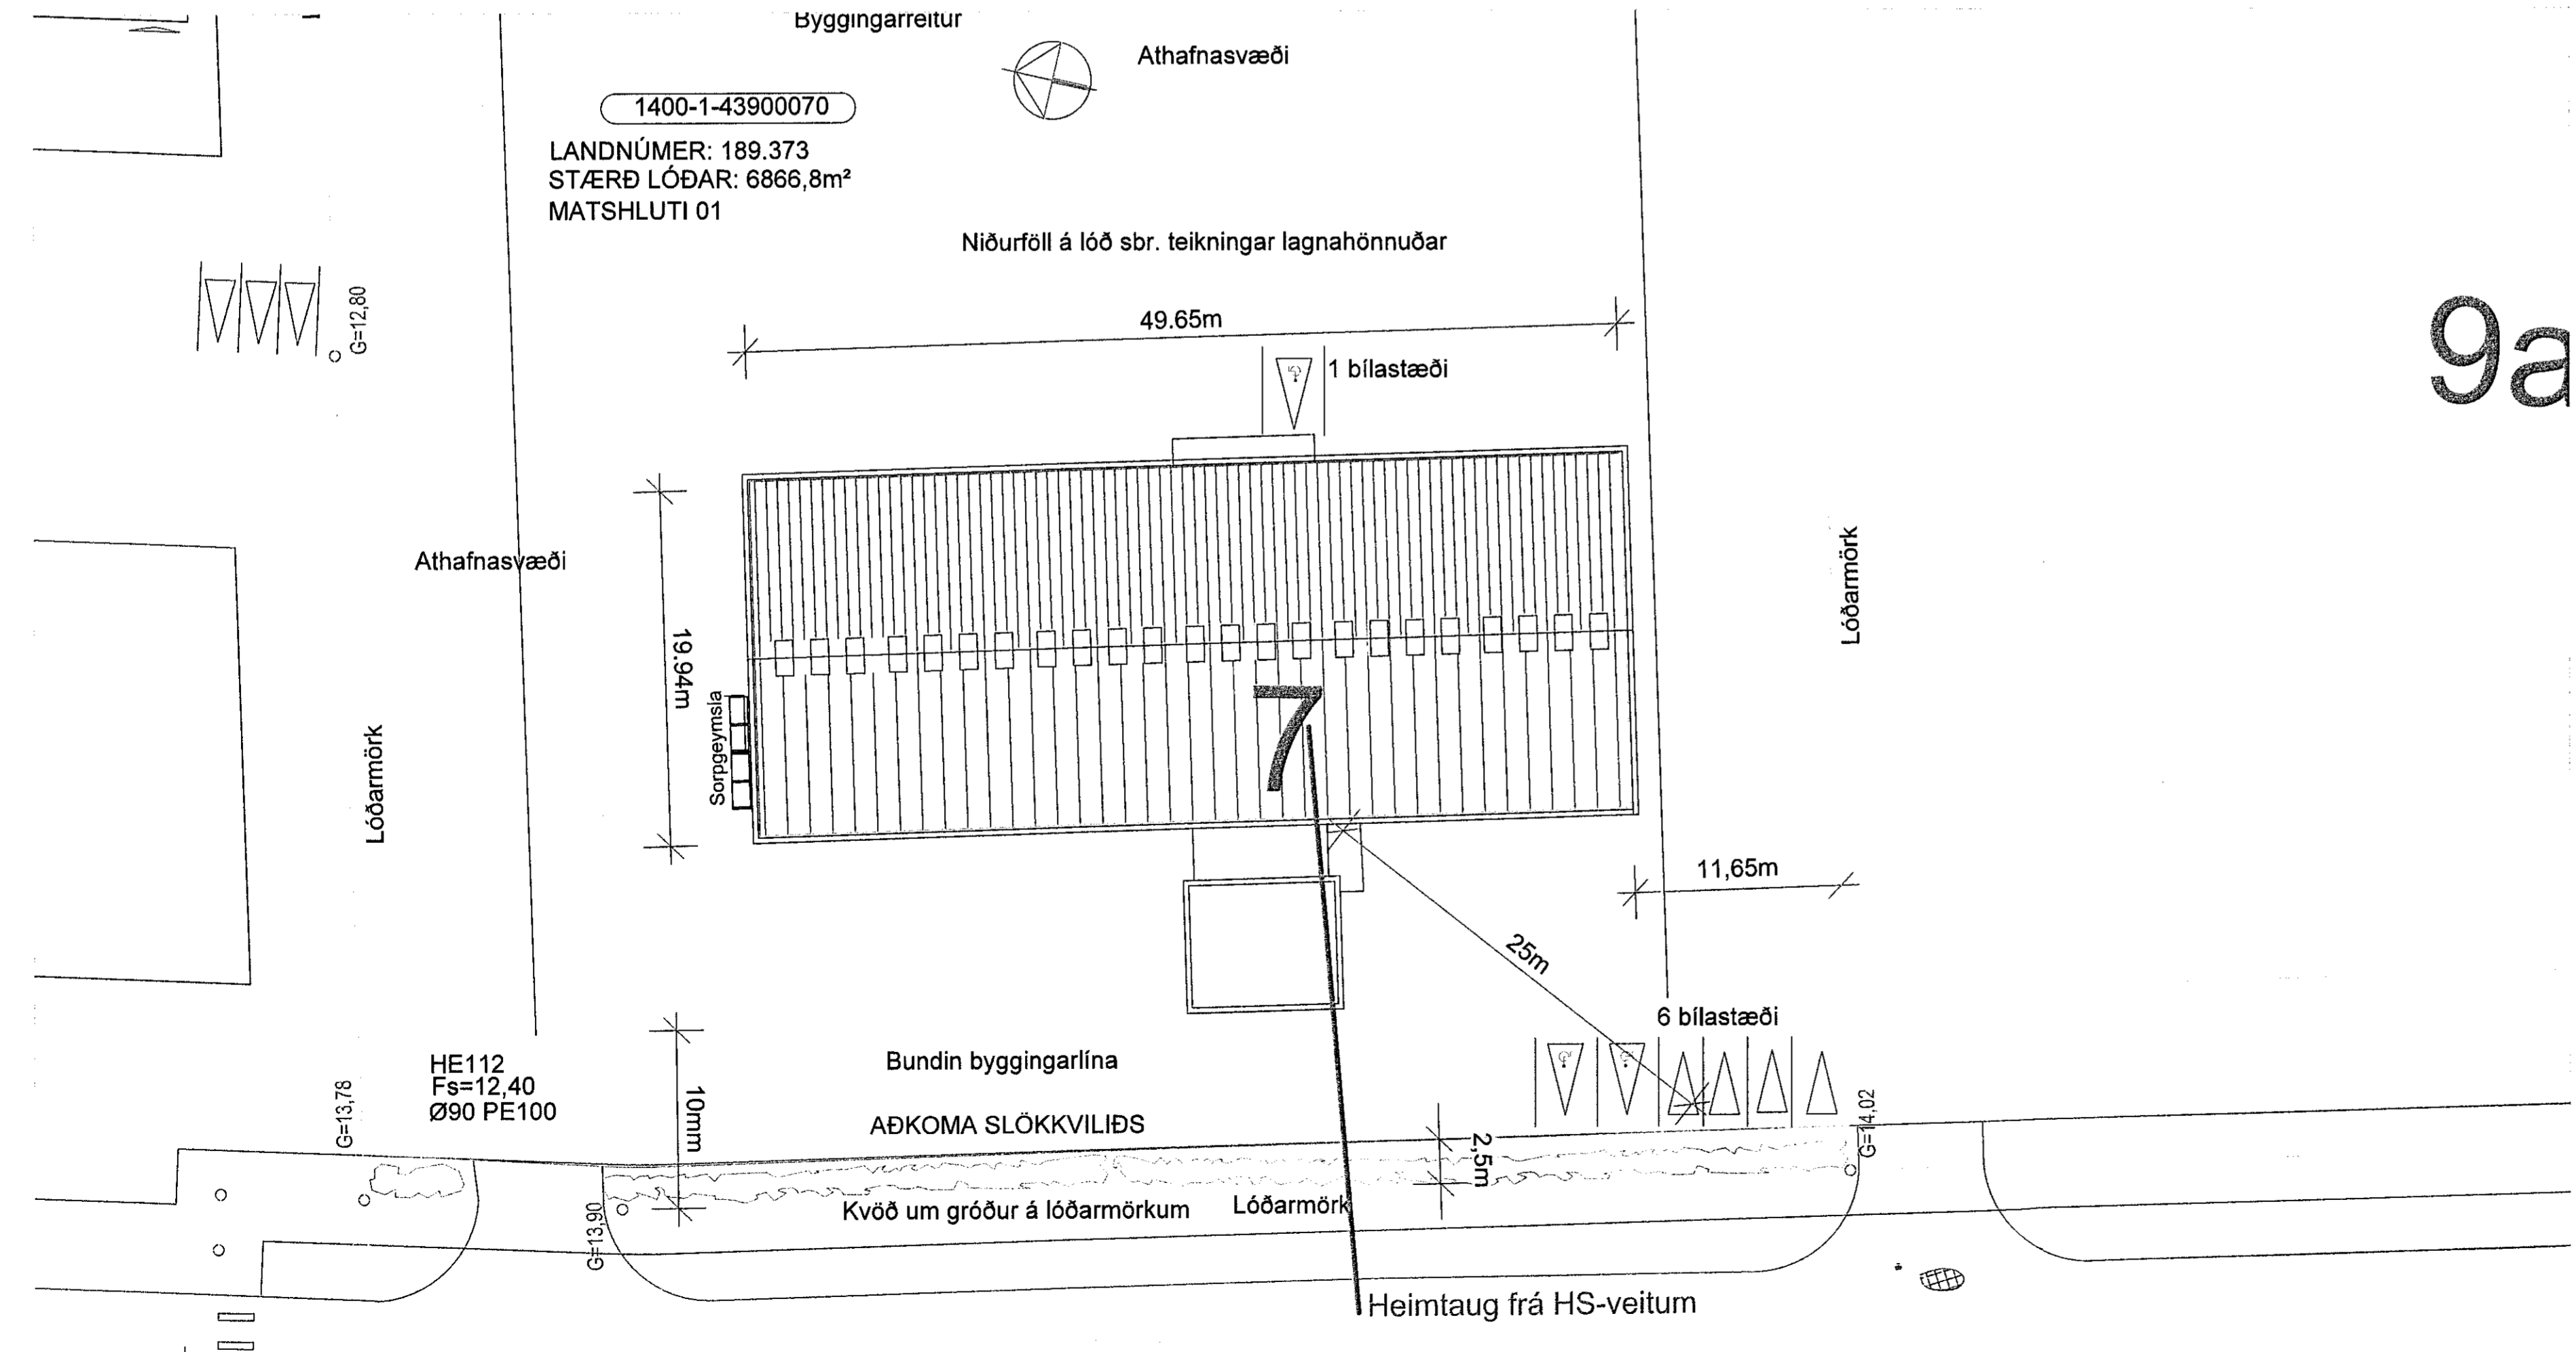 Byggingarreitur
Athafnasvæði
1400-1-43900070
LANDNÚMER: 189.373
STÆRÐ LÓÐAR: 6866,8m²
MATSHLUTI 01
Niðurföll á lóð sbr. teikningar lagnahönnuðar
G=12,80
49.65m
9a
1 bílastæði
Athafnasvæði
Lóðarmörk
19.94m
Sorpgeymsla
7
Lóðarmörk
11,65m
25m
6 bílastæði
HE112
Fs=12,40
Ø90 PE100
G=13,78
10mm
Bundin byggingarlína
AÐKOMA SLÖKKVILIÐS
2,5m
G=14,02
G=13,90
Kvöð um gróður á lóðarmörkum
Lóðarmörk
Heimtaug frá HS-veitum